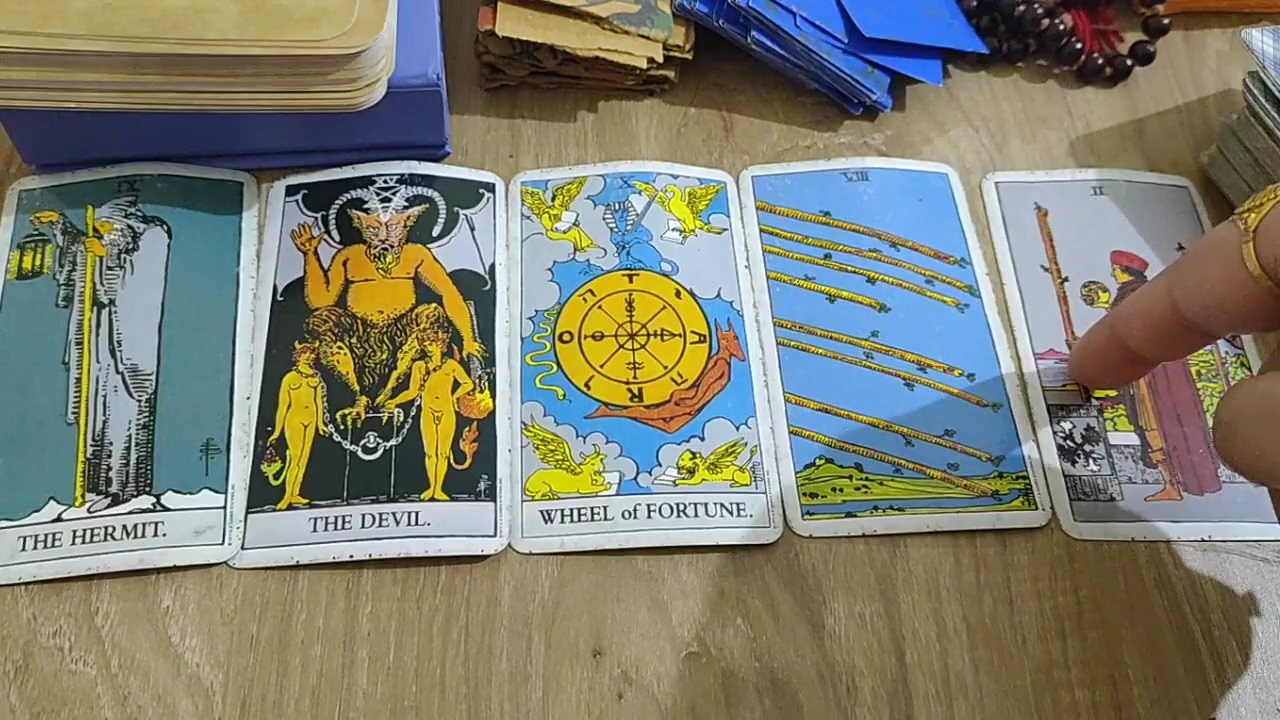 IX
THE HERMIT.
XV
THE DEVIL.
X
T A R O
WHEEL of FORTUNE.
VIII
II